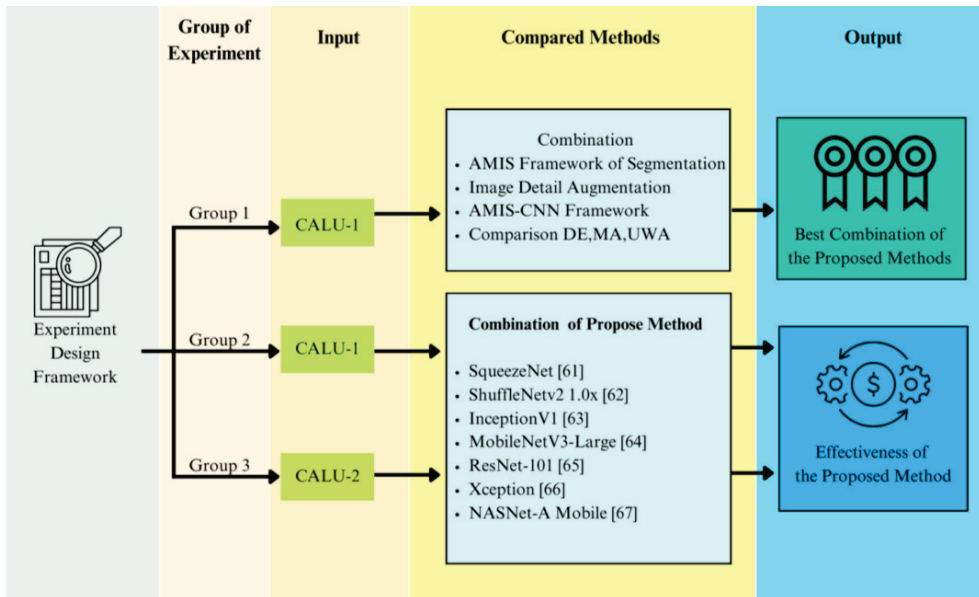 Group of
Experiment
Input
Compared Methods
Output
Experiment
Design
Framework
Group 1
CALU-1
Combination
• AMIS Framework of Segmentation
• Image Detail Augmentation
• AMIS-CNN Framework
• Comparison DE,MA,UWA
Best Combination of
the Proposed Methods
Group 2
CALU-1
Group 3
CALU-2
Combination of Propose Method
• SqueezeNet [61]
• ShuffleNetv2 1.0x [62]
• InceptionV1 [63]
• MobileNetV3-Large [64]
• ResNet-101 [65]
• Xception [66]
• NASNet-A Mobile [67]
$
Effectiveness of
the Proposed Method